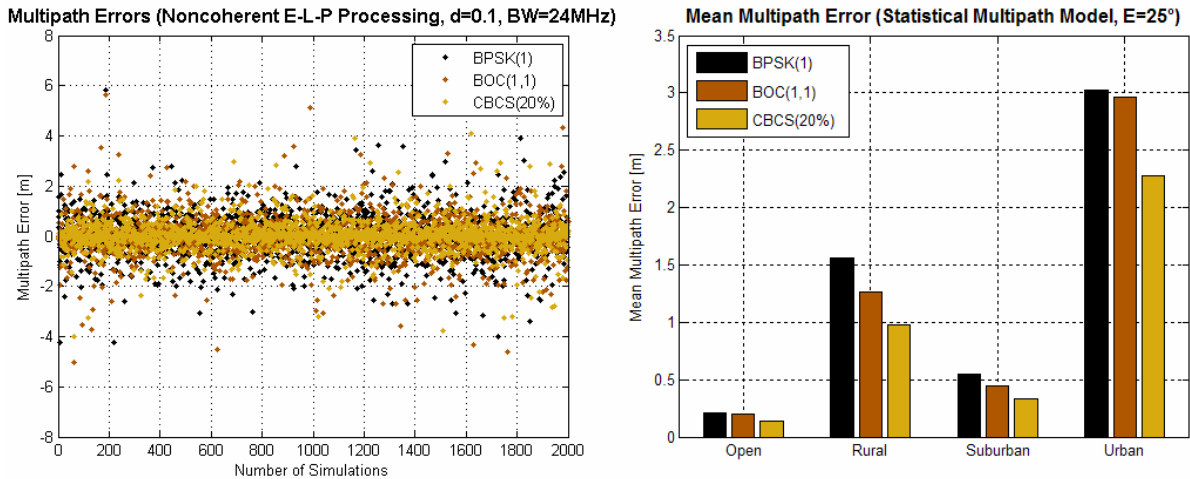 Multipath Errors (Noncoherent E-L-P Processing, d=0.1, BW=24MHz)
8
6
4
2
0
-2
-4
-6
-8
Multipath Error [m]
BPSK(1)
BOC(1,1)
CBCS(20%)
0 200 400 600 800 1000 1200 1400 1600 1800 2000
Number of Simulations
Mean Multipath Error (Statistical Multipath Model, E=25°)
3.5
3
2.5
2
1.5
1
0.5
0
Mean Multipath Error [m]
BPSK(1)
BOC(1,1)
CBCS(20%)
Open Rural Suburban Urban